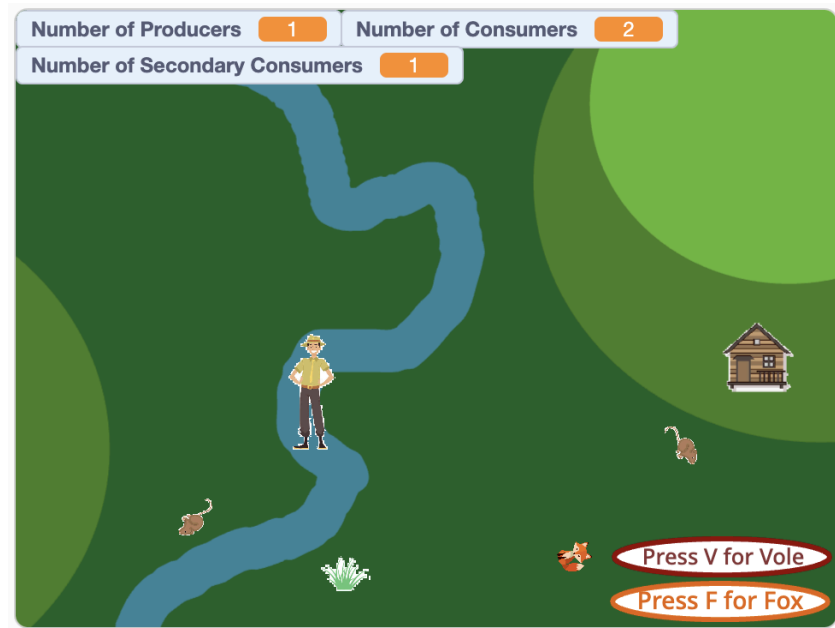 Number of Producers 1 Number of Consumers 2
Number of Secondary Consumers 1
Press V for Vole
Press F for Fox